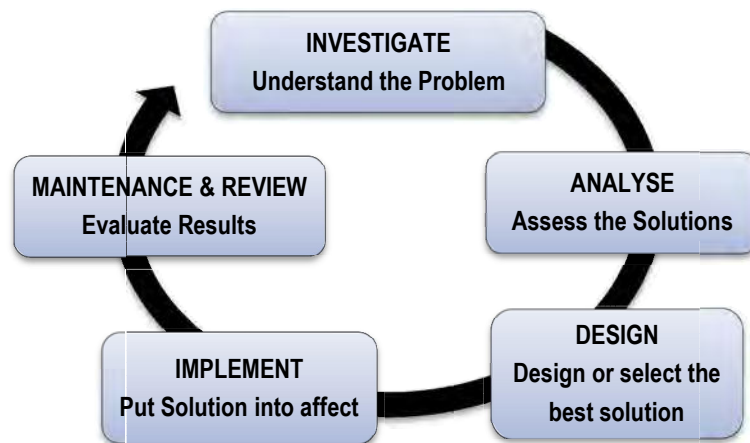 INVESTIGATE
Understand the Problem
ANALYSE
Assess the Solutions
DESIGN
Design or select the
best solution
IMPLEMENT
Put Solution into affect
MAINTENANCE & REVIEW
Evaluate Results